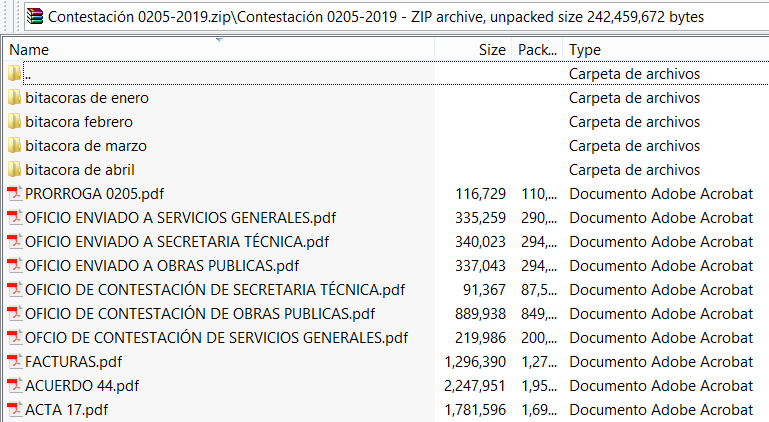 Contestación 0205-2019.zip\Contestación 0205-2019 - ZIP archive, unpacked size 242,459,672 bytes
Name Size Pack... Type
.. Carpeta de archivos
bitacoras de enero Carpeta de archivos
bitacora febrero Carpeta de archivos
bitacora de marzo Carpeta de archivos
bitacora de abril Carpeta de archivos
PRORROGA 0205.pdf 116,729 110,... Documento Adobe Acrobat
OFICIO ENVIADO A SERVICIOS GENERALES.pdf 335,259 290,... Documento Adobe Acrobat
OFICIO ENVIADO A SECRETARIA TÉCNICA.pdf 340,023 294,... Documento Adobe Acrobat
OFICIO ENVIADO A OBRAS PUBLICAS.pdf 337,043 294,... Documento Adobe Acrobat
OFICIO DE CONTESTACIÓN DE SECRETARIA TÉCNICA.pdf 91,367 87,5... Documento Adobe Acrobat
OFICIO DE CONTESTACIÓN DE OBRAS PUBLICAS.pdf 889,938 849,... Documento Adobe Acrobat
OFCIO DE CONTESTACIÓN DE SERVICIOS GENERALES.pdf 219,986 200,... Documento Adobe Acrobat
FACTURAS.pdf 1,296,390 1,27... Documento Adobe Acrobat
ACUERDO 44.pdf 2,247,951 1,95... Documento Adobe Acrobat
ACTA 17.pdf 1,781,596 1,69... Documento Adobe Acrobat